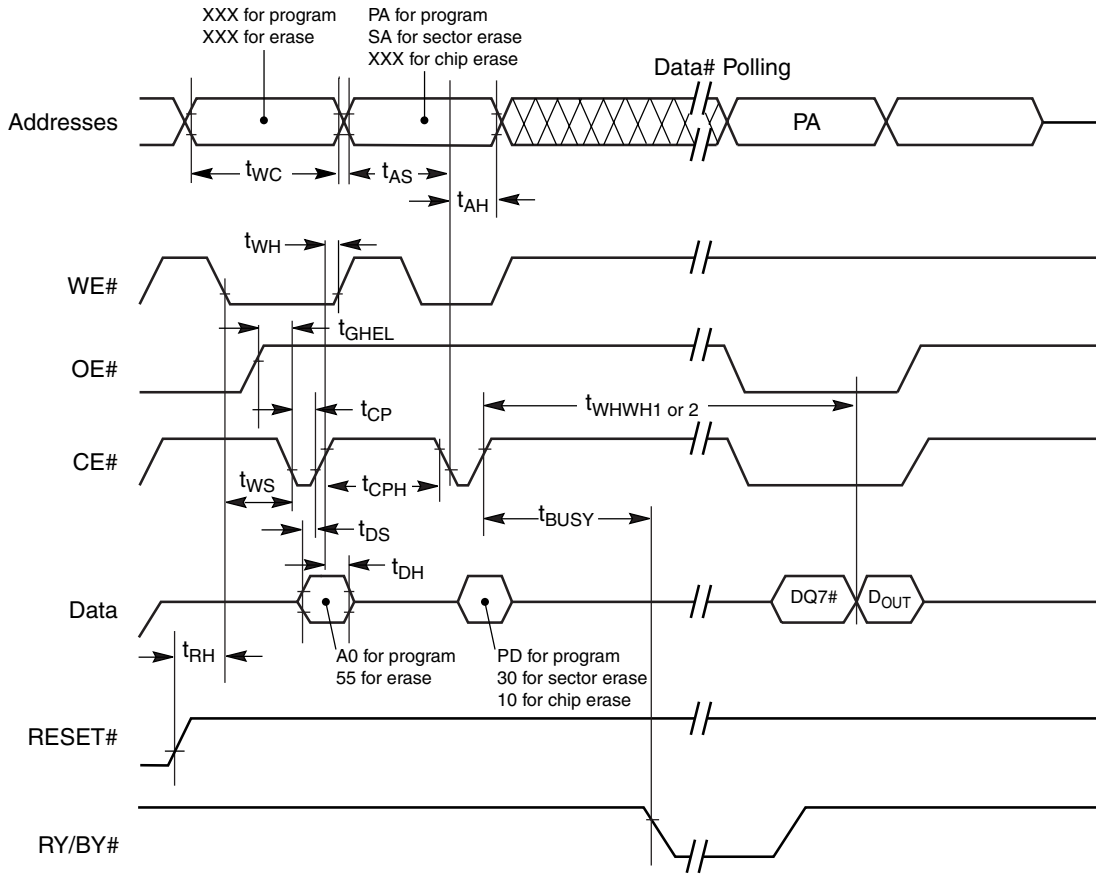 XXX for program
XXX for erase
PA for program
SA for sector erase
XXX for chip erase
Data# Polling
Addresses
PA
tWC
tAS
tAH
tWH
WE#
tGHEL
OE#
tWHWH1 or 2
tCP
CE#
tWS
tCPH
tBUSY
tDS
tDH
Data
DQ7#
DOUT
tRH
A0 for program
55 for erase
PD for program
30 for sector erase
10 for chip erase
RESET#
RY/BY#